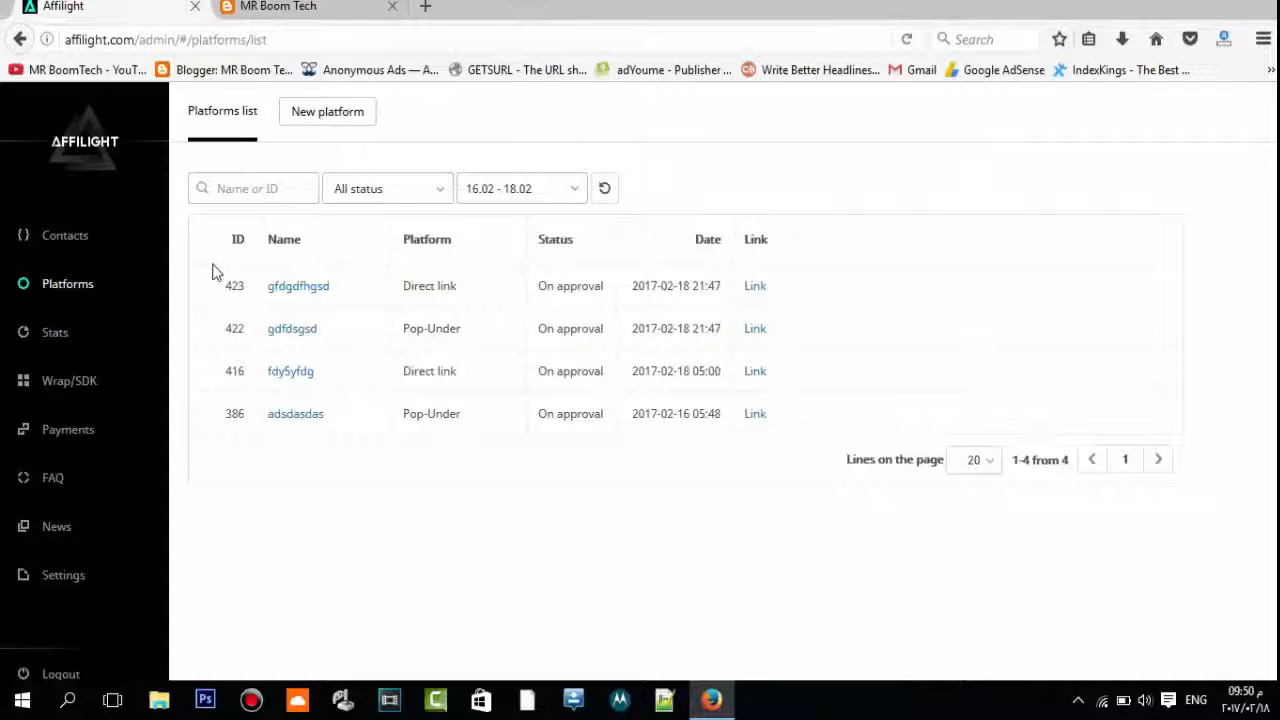 Affilight
MR Boom Tech
affilight.com/admin/#/platforms/list
Search
MR BoomTech - YouT...
Blogger: MR Boom Te...
Anonymous Ads — A...
GETSURL - The URL sh...
adYoume - Publisher ...
Write Better Headlines...
Gmail
Google AdSense
IndexKings - The Best ...
AFFILIGHT
Platforms list
New platform
Name or ID
All status
16.02 - 18.02
Contacts
Platforms
Stats
Wrap/SDK
Payments
FAQ
News
Settings
Logout
ID Name Platform Status Date Link
423 gfdgdfhgsd Direct link On approval 2017-02-18 21:47 Link
422 gdfdsgsd Pop-Under On approval 2017-02-18 21:47 Link
416 fdy5yfdg Direct link On approval 2017-02-18 05:00 Link
386 adsdasdas Pop-Under On approval 2017-02-16 05:48 Link
Lines on the page 20 1-4 from 4 1
Ps
ENG
09:50 م
٢٠١٧/٠٢/١٨